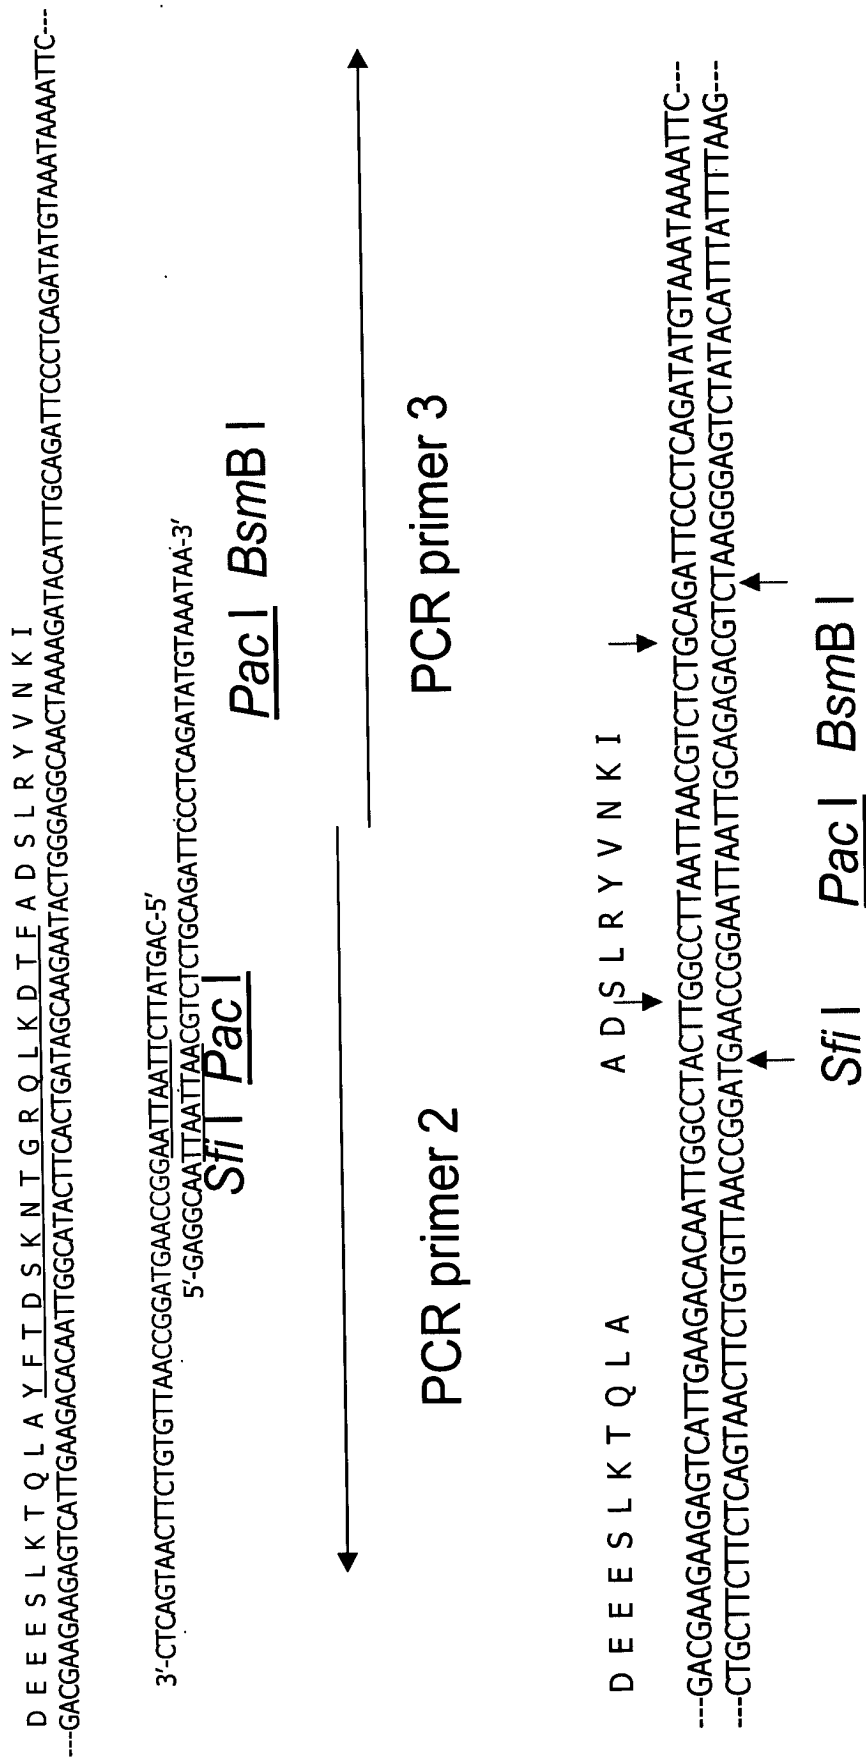 D E E E S L K T Q L A Y F T D S K N T G R Q L K D T F A D S L R Y V N K I
---GACGAAGAAGAGTCATTGAAGACACAATTGGCATACTTCACTGATAGCAAGAATACTGGGAGGCAACTAAAAGATACATTTGCAGATTCCCTCAGATATGTAAATAAAATTC---
3'-CTCAGTAACTTCTGTGTTAACCGGATGAACCGGAATTAATTCTTATGAC-5'
5'-GAGGCAATTAATTAACGTCTCTGCAGATTCCCTCAGATATGTAAATAA-3'
Sfi I Pac I
Pac I BsmB I
PCR primer 2
PCR primer 3
D E E E S L K T Q L A
A D S L R Y V N K I
---GACGAAGAAGAGTCATTGAAGACACAATTGGCCTACTTGGCCTTAATTAACGTCTCTGCAGATTCCCTCAGATATGTAAATAAAATTC---
---CTGCTTCTTCTCAGTAACTTCTGTGTTAACCGGATGAACCGGAATTAATTGCAGAGACGTCTAAGGGAGTCTATACATTTATTTTAAG---
Sfi I
Pac I
BsmB I